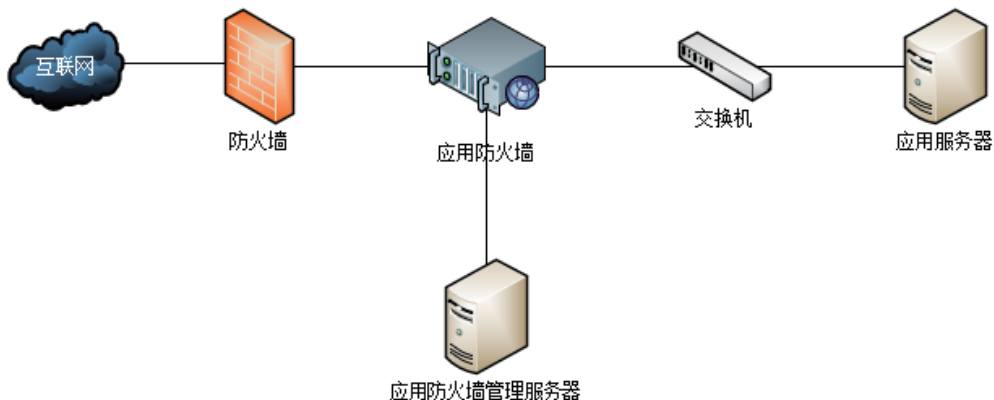 互联网
防火墙
应用防火墙
交换机
应用服务器
应用防火墙管理服务器